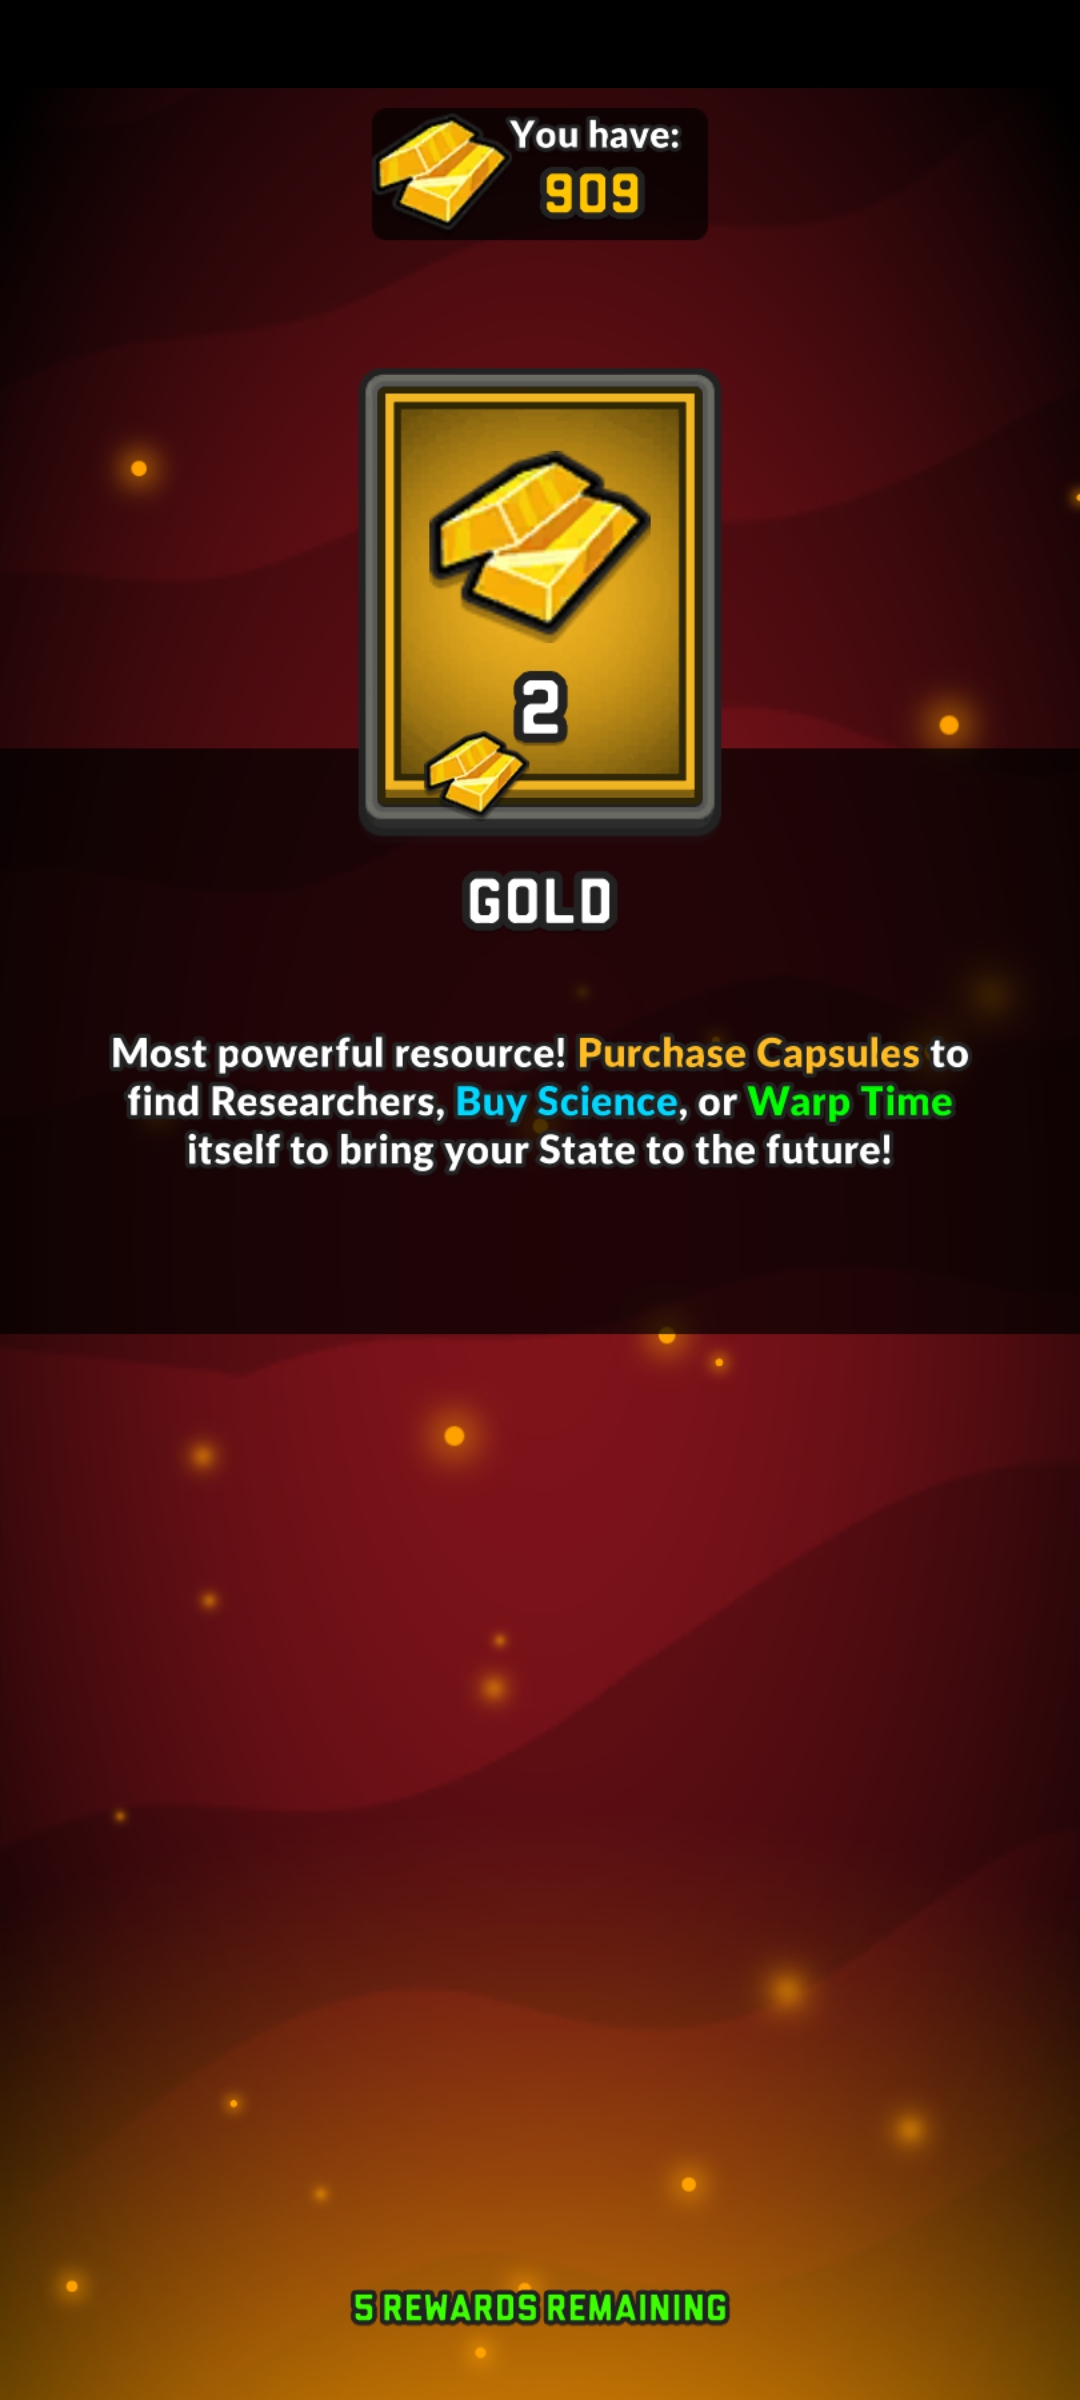 You have:
909
2
GOLD
Most powerful resource! Purchase Capsules to
find Researchers, Buy Science, or Warp Time
itself to bring your State to the future!
5 REWARDS REMAINING